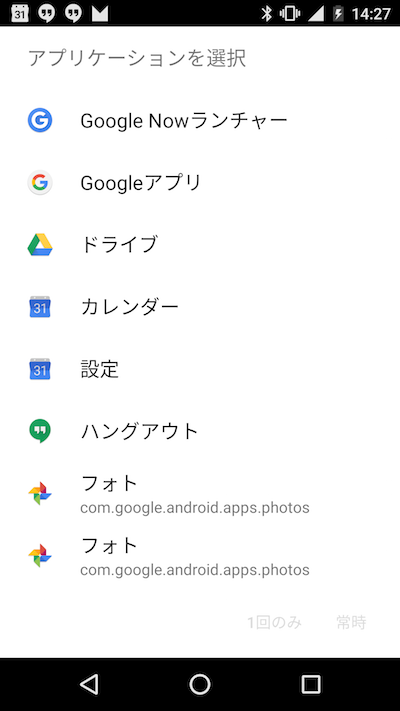 31
14:27
アプリケーションを選択
Google Nowランチャー
Googleアプリ
ドライブ
31
カレンダー
31
設定
ハングアウト
フォト
com.google.android.apps.photos
フォト
com.google.android.apps.photos
1回のみ 常時